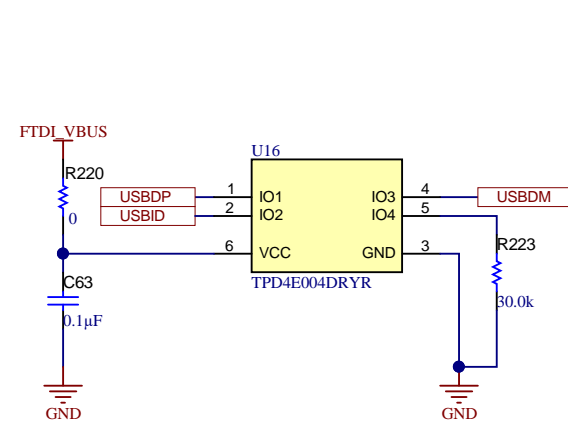 FTDI_VBUS
U16
R220
USBDP 1 IO1 IO3 4 USBDM
0 USBID 2 IO2 IO4 5
R223
6 VCC GND 3
C63 TPD4E004DRYR
30.0k
0.1µF
GND GND